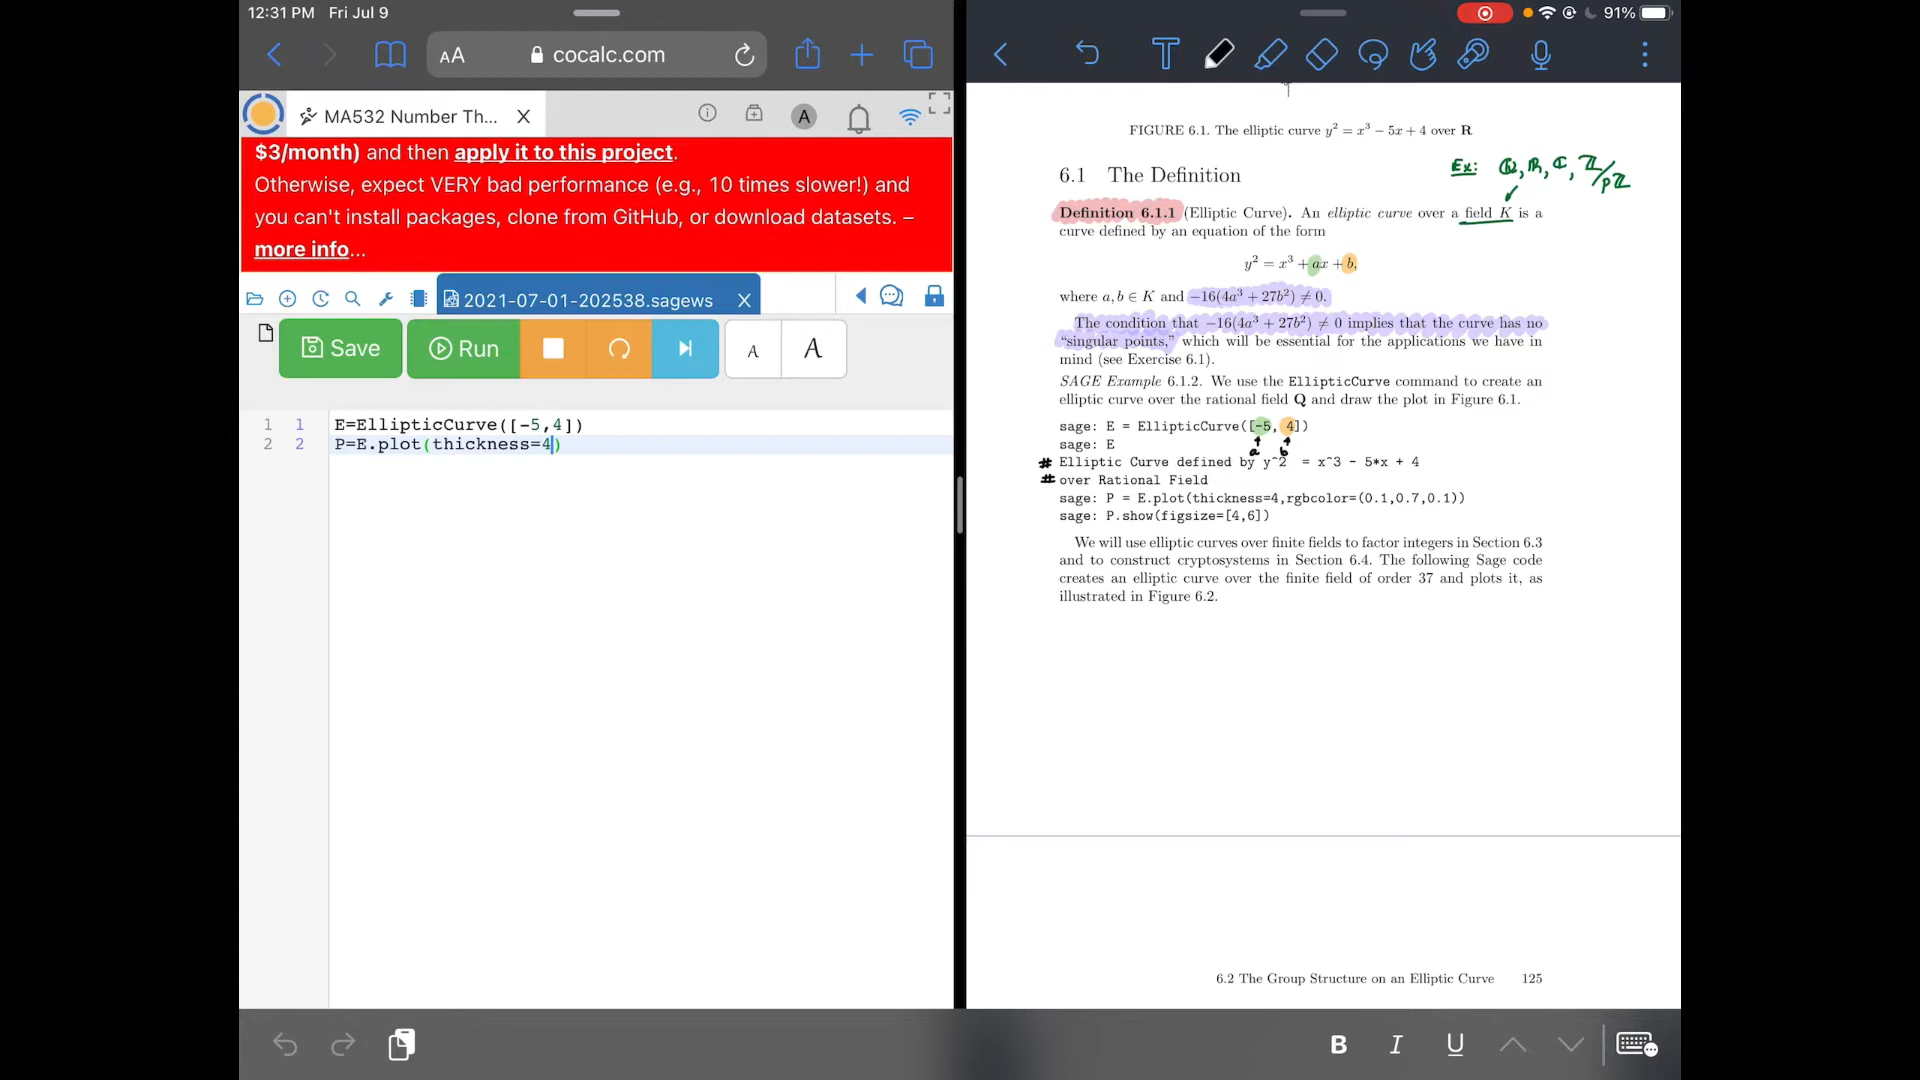 12:31 PM Fri Jul 9
91%
AA cocalc.com
MA532 Number Th...
A
$3/month) and then apply it to this project.
Otherwise, expect VERY bad performance (e.g., 10 times slower!) and
you can't install packages, clone from GitHub, or download datasets. –
more info...
2021-07-01-202538.sagews
Save Run A A
1 1 E=EllipticCurve([-5,4])
2 2 P=E.plot(thickness=4)
FIGURE 6.1. The elliptic curve y² = x³ − 5x + 4 over R
Ex: Q, R, C, Z/pZ
6.1 The Definition
Definition 6.1.1 (Elliptic Curve). An elliptic curve over a field K is a
curve defined by an equation of the form
y² = x³ + ax + b,
where a, b ∈ K and −16(4a³ + 27b²) ≠ 0.
The condition that −16(4a³ + 27b²) ≠ 0 implies that the curve has no
“singular points,” which will be essential for the applications we have in
mind (see Exercise 6.1).
SAGE Example 6.1.2. We use the EllipticCurve command to create an
elliptic curve over the rational field Q and draw the plot in Figure 6.1.
sage: E = EllipticCurve([-5, 4])
sage: E
a b
# Elliptic Curve defined by y^2 = x^3 - 5*x + 4
# over Rational Field
sage: P = E.plot(thickness=4,rgbcolor=(0.1,0.7,0.1))
sage: P.show(figsize=[4,6])
We will use elliptic curves over finite fields to factor integers in Section 6.3
and to construct cryptosystems in Section 6.4. The following Sage code
creates an elliptic curve over the finite field of order 37 and plots it, as
illustrated in Figure 6.2.
6.2 The Group Structure on an Elliptic Curve 125
B I U